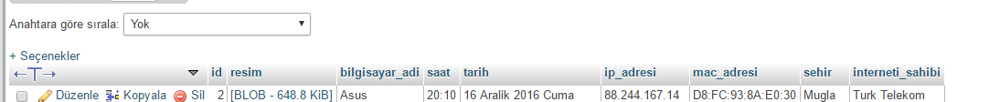 Anahtara göre sırala: Yok
+ Seçenekler
←T→ id resim bilgisayar_adi saat tarih ip_adresi mac_adresi sehir interneti_sahibi
Düzenle Kopyala Sil 2 [BLOB - 648.8 KiB] Asus 20:10 16 Aralik 2016 Cuma 88.244.167.14 D8:FC:93:8A:E0:30 Mugla Turk Telekom